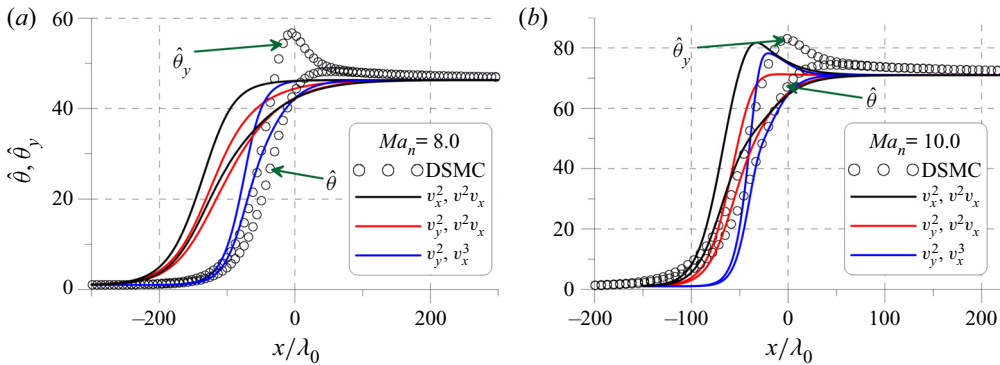 (a)
60
40
20
0
θ̂, θ̂_y
θ̂_y
θ̂
Ma_n = 8.0
DSMC
v_x^2, v^2v_x
v_y^2, v^2v_x
v_y^2, v_x^3
−200
0
200
x/λ_0
(b)
80
60
40
20
0
θ̂_y
θ̂
Ma_n = 10.0
DSMC
v_x^2, v^2v_x
v_y^2, v^2v_x
v_y^2, v_x^3
−200
−100
0
100
200
x/λ_0